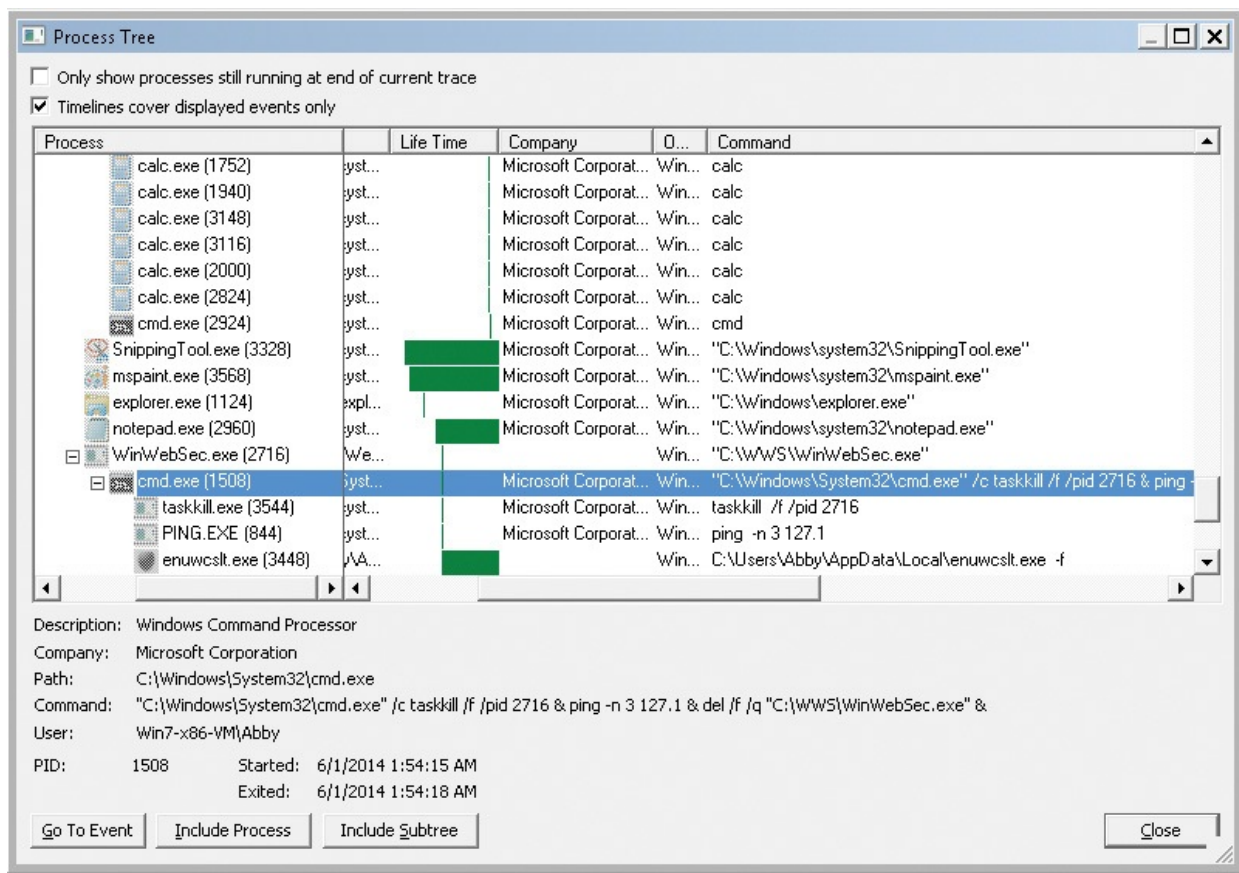 Process Tree
Only show processes still running at end of current trace
Timelines cover displayed events only
Process Life Time Company O... Command
calc.exe (1752) yst... Microsoft Corporat... Win... calc
calc.exe (1940) yst... Microsoft Corporat... Win... calc
calc.exe (3148) yst... Microsoft Corporat... Win... calc
calc.exe (3116) yst... Microsoft Corporat... Win... calc
calc.exe (2000) yst... Microsoft Corporat... Win... calc
calc.exe (2824) yst... Microsoft Corporat... Win... calc
cmd.exe (2924) yst... Microsoft Corporat... Win... cmd
SnippingTool.exe (3328) yst... Microsoft Corporat... Win... "C:\Windows\system32\SnippingTool.exe"
mspaint.exe (3568) yst... Microsoft Corporat... Win... "C:\Windows\system32\mspaint.exe"
explorer.exe (1124) expl... Microsoft Corporat... Win... "C:\Windows\explorer.exe"
notepad.exe (2960) yst... Microsoft Corporat... Win... "C:\Windows\system32\notepad.exe"
WinWebSec.exe (2716) We... Win... "C:\WWS\WinWebSec.exe"
cmd.exe (1508) yst... Microsoft Corporat... Win... "C:\Windows\System32\cmd.exe" /c taskkill /f /pid 2716 & ping -
taskkill.exe (3544) yst... Microsoft Corporat... Win... taskkill /f /pid 2716
PING.EXE (844) yst... Microsoft Corporat... Win... ping -n 3 127.1
enuwcslt.exe (3448) y\A... Win... C:\Users\Abby\AppData\Local\enuwcslt.exe -f
Description: Windows Command Processor
Company: Microsoft Corporation
Path: C:\Windows\System32\cmd.exe
Command: "C:\Windows\System32\cmd.exe" /c taskkill /f /pid 2716 & ping -n 3 127.1 & del /f /q "C:\WWS\WinWebSec.exe" &
User: Win7-x86-VM\Abby
PID: 1508 Started: 6/1/2014 1:54:15 AM
Exited: 6/1/2014 1:54:18 AM
Go To Event Include Process Include Subtree Close